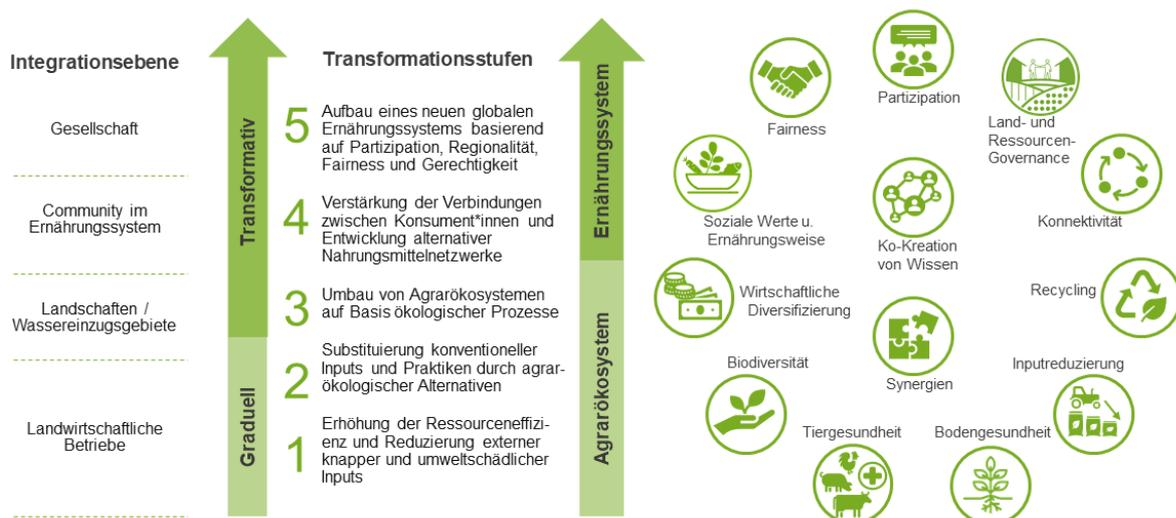 Integrationsebene
Gesellschaft
Community im
Ernährungssystem
Landschaften /
Wassereinzugsgebiete
Landwirtschaftliche
Betriebe
Transformativ
Graduell
Transformationsstufen
5
Aufbau eines neuen globalen
Ernährungssystems basierend
auf Partizipation, Regionalität,
Fairness und Gerechtigkeit
4
Verstärkung der Verbindungen
zwischen Konsument*innen und
Entwicklung alternativer
Nahrungsmittelnetzwerke
3
Umbau von Agrarökosystemen
auf Basis ökologischer Prozesse
2
Substituierung konventioneller
Inputs und Praktiken durch agrar-
ökologischer Alternativen
1
Erhöhung der Ressourceneffizi-
enz und Reduzierung externer
knapper und umweltschädlicher
Inputs
Ernährungssystem
Agrarökosystem
Partizipation
Fairness
Land- und
Ressourcen-
Governance
Soziale Werte u.
Ernährungsweise
Ko-Kreation
von Wissen
Konnektivität
Wirtschaftliche
Diversifizierung
Recycling
Biodiversität
Synergien
Inputreduzierung
Tiergesundheit
Bodengesundheit